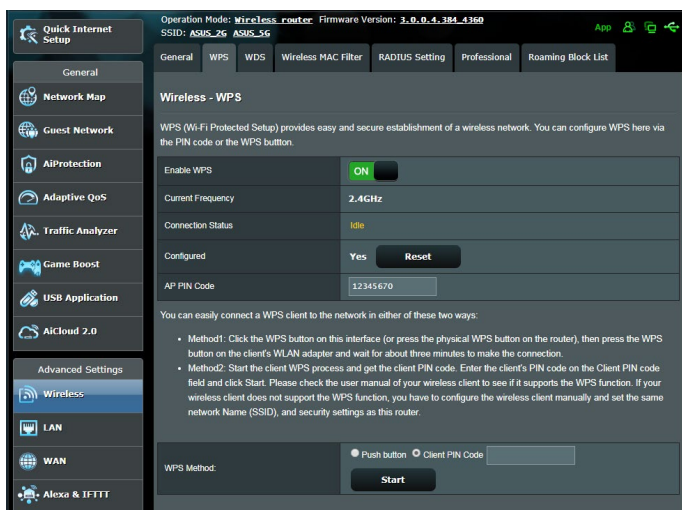 Quick Internet
Setup
General
Network Map
Guest Network
AiProtection
Adaptive QoS
Traffic Analyzer
Game Boost
USB Application
AiCloud 2.0
Advanced Settings
Wireless
LAN
WAN
Alexa & IFTTT
Operation Mode: Wireless router Firmware Version: 3.0.0.4.384_4360
SSID: ASUS_2G ASUS_5G
App
General WPS WDS Wireless MAC Filter RADIUS Setting Professional Roaming Block List
Wireless - WPS
WPS (Wi-Fi Protected Setup) provides easy and secure establishment of a wireless network. You can configure WPS here via
the PIN code or the WPS buttton.
Enable WPS ON
Current Frequency 2.4GHz
Connection Status Idle
Configured Yes Reset
AP PIN Code 12345670
You can easily connect a WPS client to the network in either of these two ways:
• Method1: Click the WPS button on this interface (or press the physical WPS button on the router), then press the WPS
button on the client's WLAN adapter and wait for about three minutes to make the connection.
• Method2: Start the client WPS process and get the client PIN code. Enter the client's PIN code on the Client PIN code
field and click Start. Please check the user manual of your wireless client to see if it supports the WPS function. If your
wireless client does not support the WPS function, you have to configure the wireless client manually and set the same
network Name (SSID), and security settings as this router.
WPS Method: Push button Client PIN Code
Start